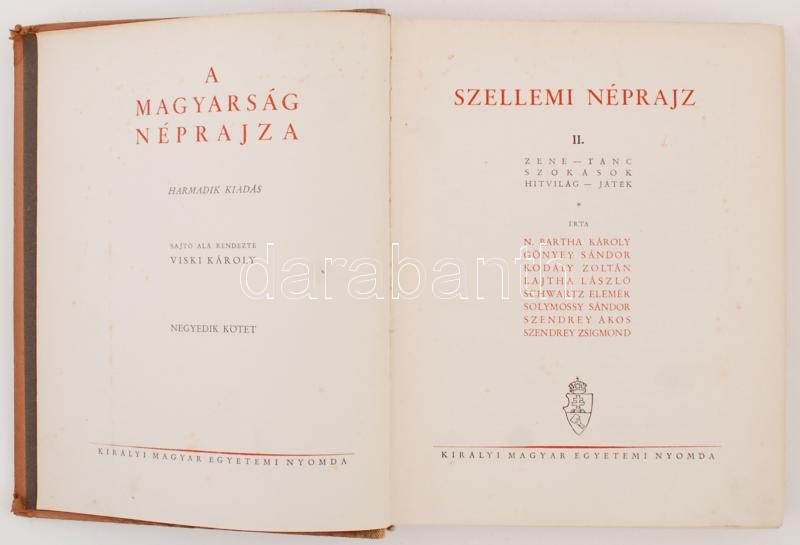 A
MAGYARSÁG
NÉPRAJZA
HARMADIK KIADÁS
SAJTÓ ALÁ RENDEZTE
VISKI KÁROLY
NEGYEDIK KÖTET
KIRÁLYI MAGYAR EGYETEMI NYOMDA
SZELLEMI NÉPRAJZ
II.
ZENE — TÁNC
SZOKÁSOK
HITVILÁG — JÁTÉK
*
ÍRTA
N. BARTHA KÁROLY
GÖNYEY SÁNDOR
KODÁLY ZOLTÁN
LAJTHA LÁSZLÓ
SCHWARTZ ELEMÉR
SOLYMOSSY SÁNDOR
SZENDREY ÁKOS
SZENDREY ZSIGMOND
KIRÁLYI MAGYAR EGYETEMI NYOMDA
darabanth